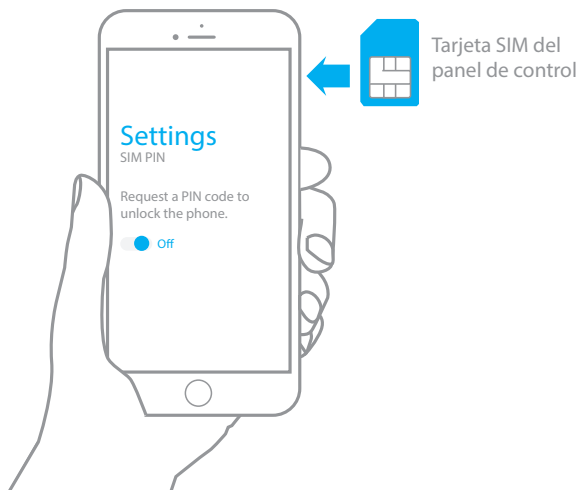 Tarjeta SIM del
panel de control
Settings
SIM PIN
Request a PIN code to
unlock the phone.
Off